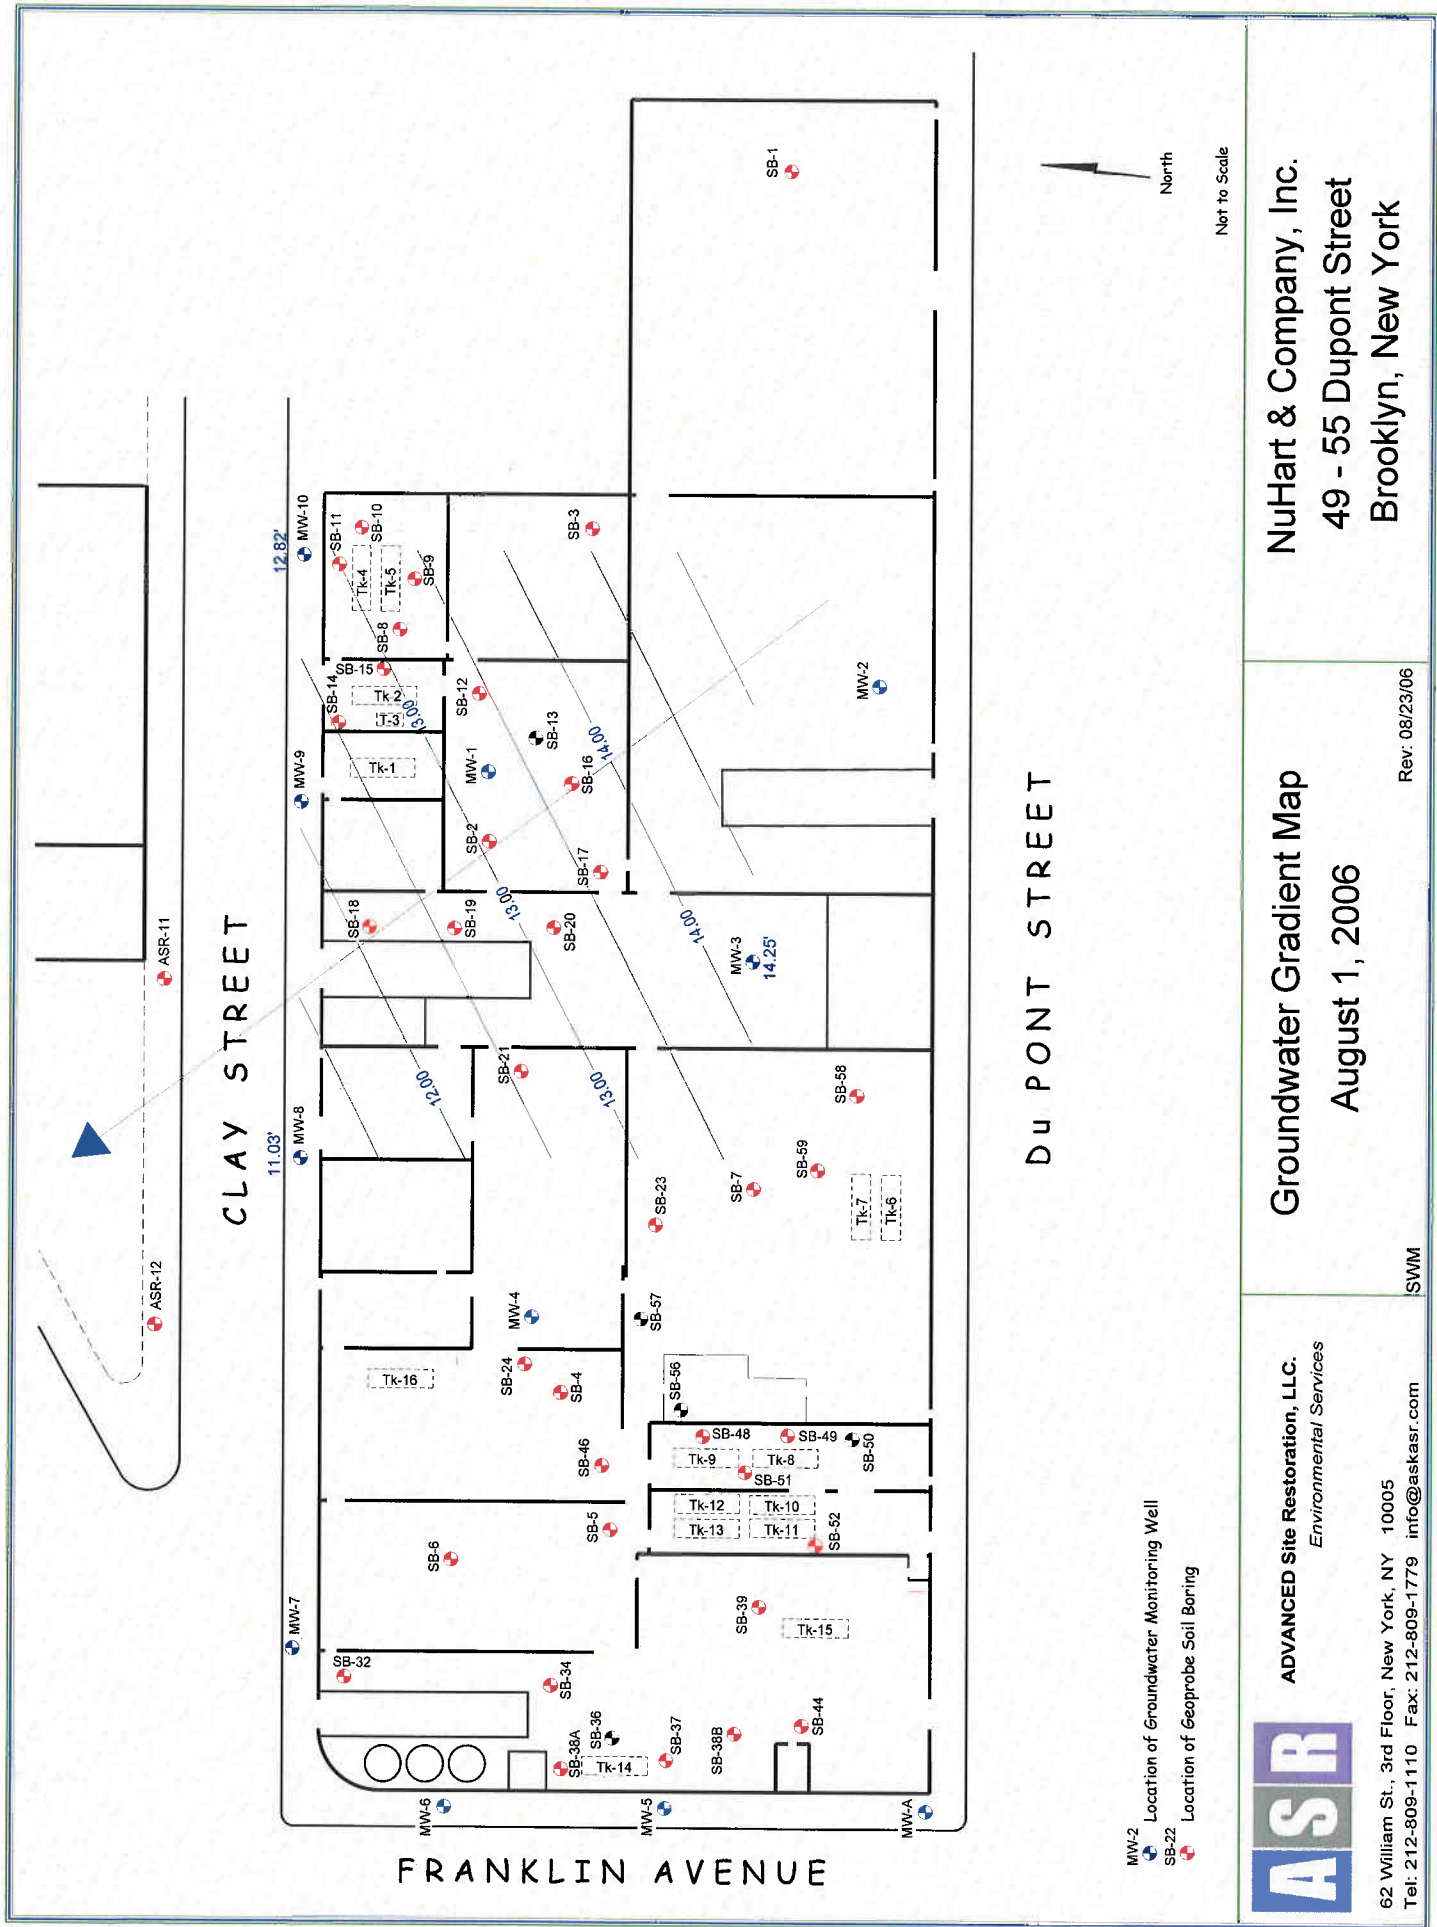 ASR-12
ASR-11
CLAY STREET
11.03'
12.82'
MW-7
MW-8
MW-9
MW-10
SB-32
SB-6
Tk-16
SB-18
SB-14
SB-15
SB-11
SB-10
Tk-1
T-3
Tk-2
Tk-4
Tk-5
SB-8
SB-9
12.00
13.00
13.00
13.00
14.00
14.00
SB-34
SB-5
SB-46
SB-24
SB-4
MW-4
SB-21
SB-19
SB-20
SB-2
SB-17
SB-16
MW-1
SB-13
SB-12
SB-3
SB-1
MW-6
SB-38A
SB-36
Tk-14
SB-37
MW-5
SB-38B
SB-44
MW-A
SB-39
Tk-15
Tk-13
Tk-12
Tk-11
Tk-10
SB-52
SB-51
Tk-9
Tk-8
SB-48
SB-49
SB-50
SB-56
SB-57
SB-23
SB-7
SB-59
SB-58
Tk-7
Tk-6
MW-3
14.25'
MW-2
FRANKLIN AVENUE
Du PONT STREET
North
Not to Scale
MW-2
Location of Groundwater Monitoring Well
SB-22
Location of Geoprobe Soil Boring
ASR
ADVANCED Site Restoration, LLC.
Environmental Services
62 William St., 3rd Floor, New York, NY 10005
Tel: 212-809-1110 Fax: 212-809-1779 info@askasr.com
Groundwater Gradient Map
August 1, 2006
SWM
Rev: 08/23/06
NuHart & Company, Inc.
49 - 55 Dupont Street
Brooklyn, New York